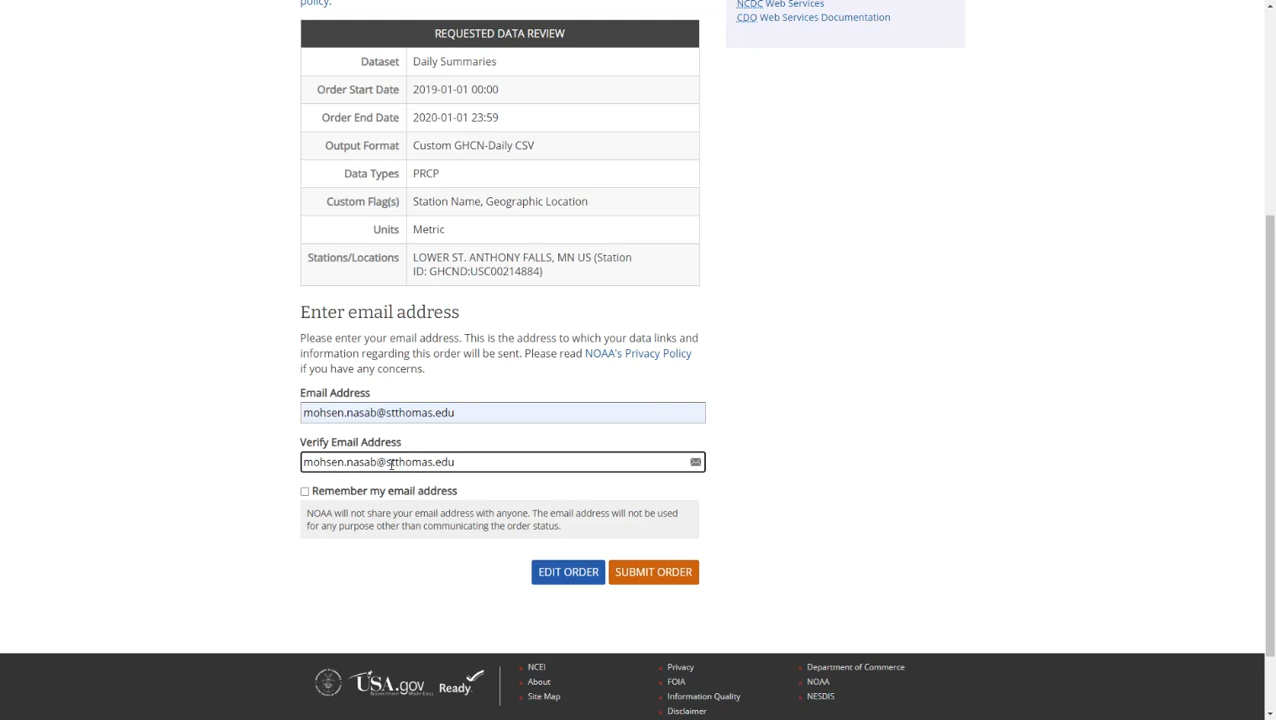 policy.
NCDC Web Services
CDO Web Services Documentation
REQUESTED DATA REVIEW
Dataset Daily Summaries
Order Start Date 2019-01-01 00:00
Order End Date 2020-01-01 23:59
Output Format Custom GHCN-Daily CSV
Data Types PRCP
Custom Flag(s) Station Name, Geographic Location
Units Metric
Stations/Locations LOWER ST. ANTHONY FALLS, MN US (Station
ID: GHCND:USC00214884)
Enter email address
Please enter your email address. This is the address to which your data links and
information regarding this order will be sent. Please read NOAA's Privacy Policy
if you have any concerns.
Email Address
mohsen.nasab@stthomas.edu
Verify Email Address
mohsen.nasab@stthomas.edu
Remember my email address
NOAA will not share your email address with anyone. The email address will not be used
for any purpose other than communicating the order status.
EDIT ORDER SUBMIT ORDER
USA.gov
Ready.
NCEI
About
Site Map
Privacy
FOIA
Information Quality
Disclaimer
Department of Commerce
NOAA
NESDIS